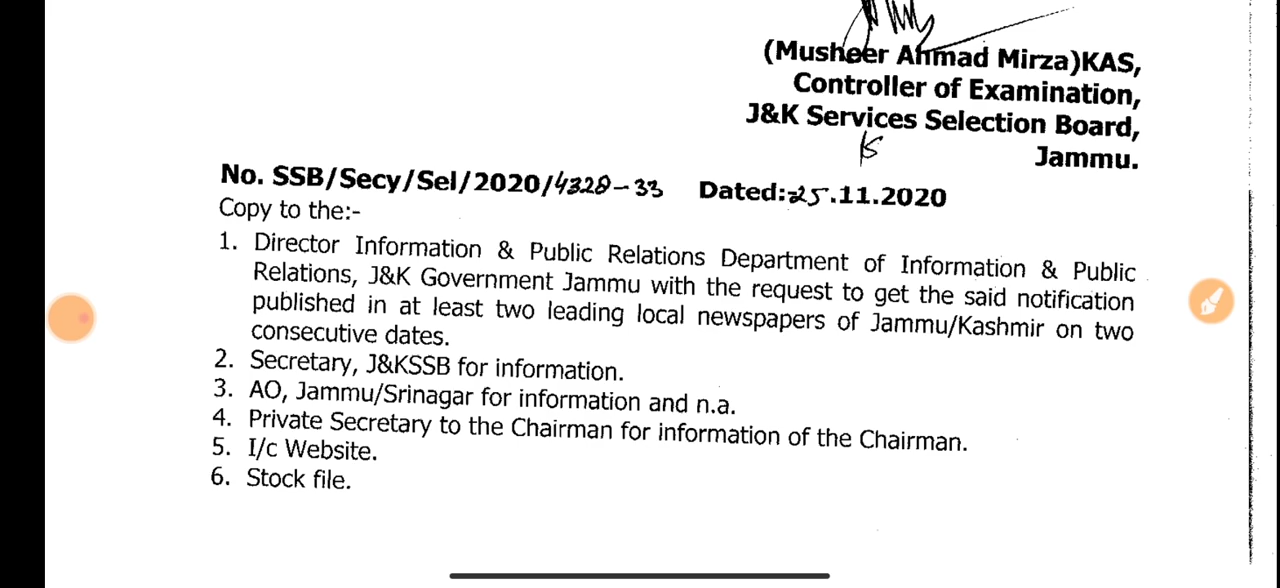 (Musheer Ahmad Mirza)KAS,
Controller of Examination,
J&K Services Selection Board,
Jammu.
No. SSB/Secy/Sel/2020/4328-33 Dated:25.11.2020
Copy to the:-
1. Director Information & Public Relations Department of Information & Public
Relations, J&K Government Jammu with the request to get the said notification
published in at least two leading local newspapers of Jammu/Kashmir on two
consecutive dates.
2. Secretary, J&KSSB for information.
3. AO, Jammu/Srinagar for information and n.a.
4. Private Secretary to the Chairman for information of the Chairman.
5. I/c Website.
6. Stock file.